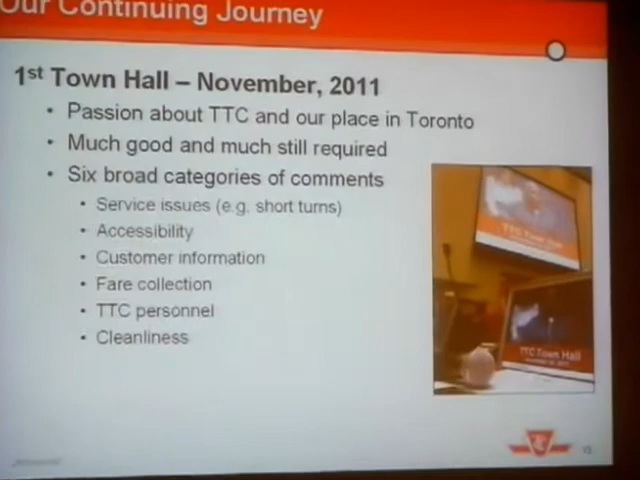 Our Continuing Journey
1st Town Hall – November, 2011
• Passion about TTC and our place in Toronto
• Much good and much still required
• Six broad categories of comments
• Service issues (e.g. short turns)
• Accessibility
• Customer information
• Fare collection
• TTC personnel
• Cleanliness
TTC Town Hall
TTC Town Hall